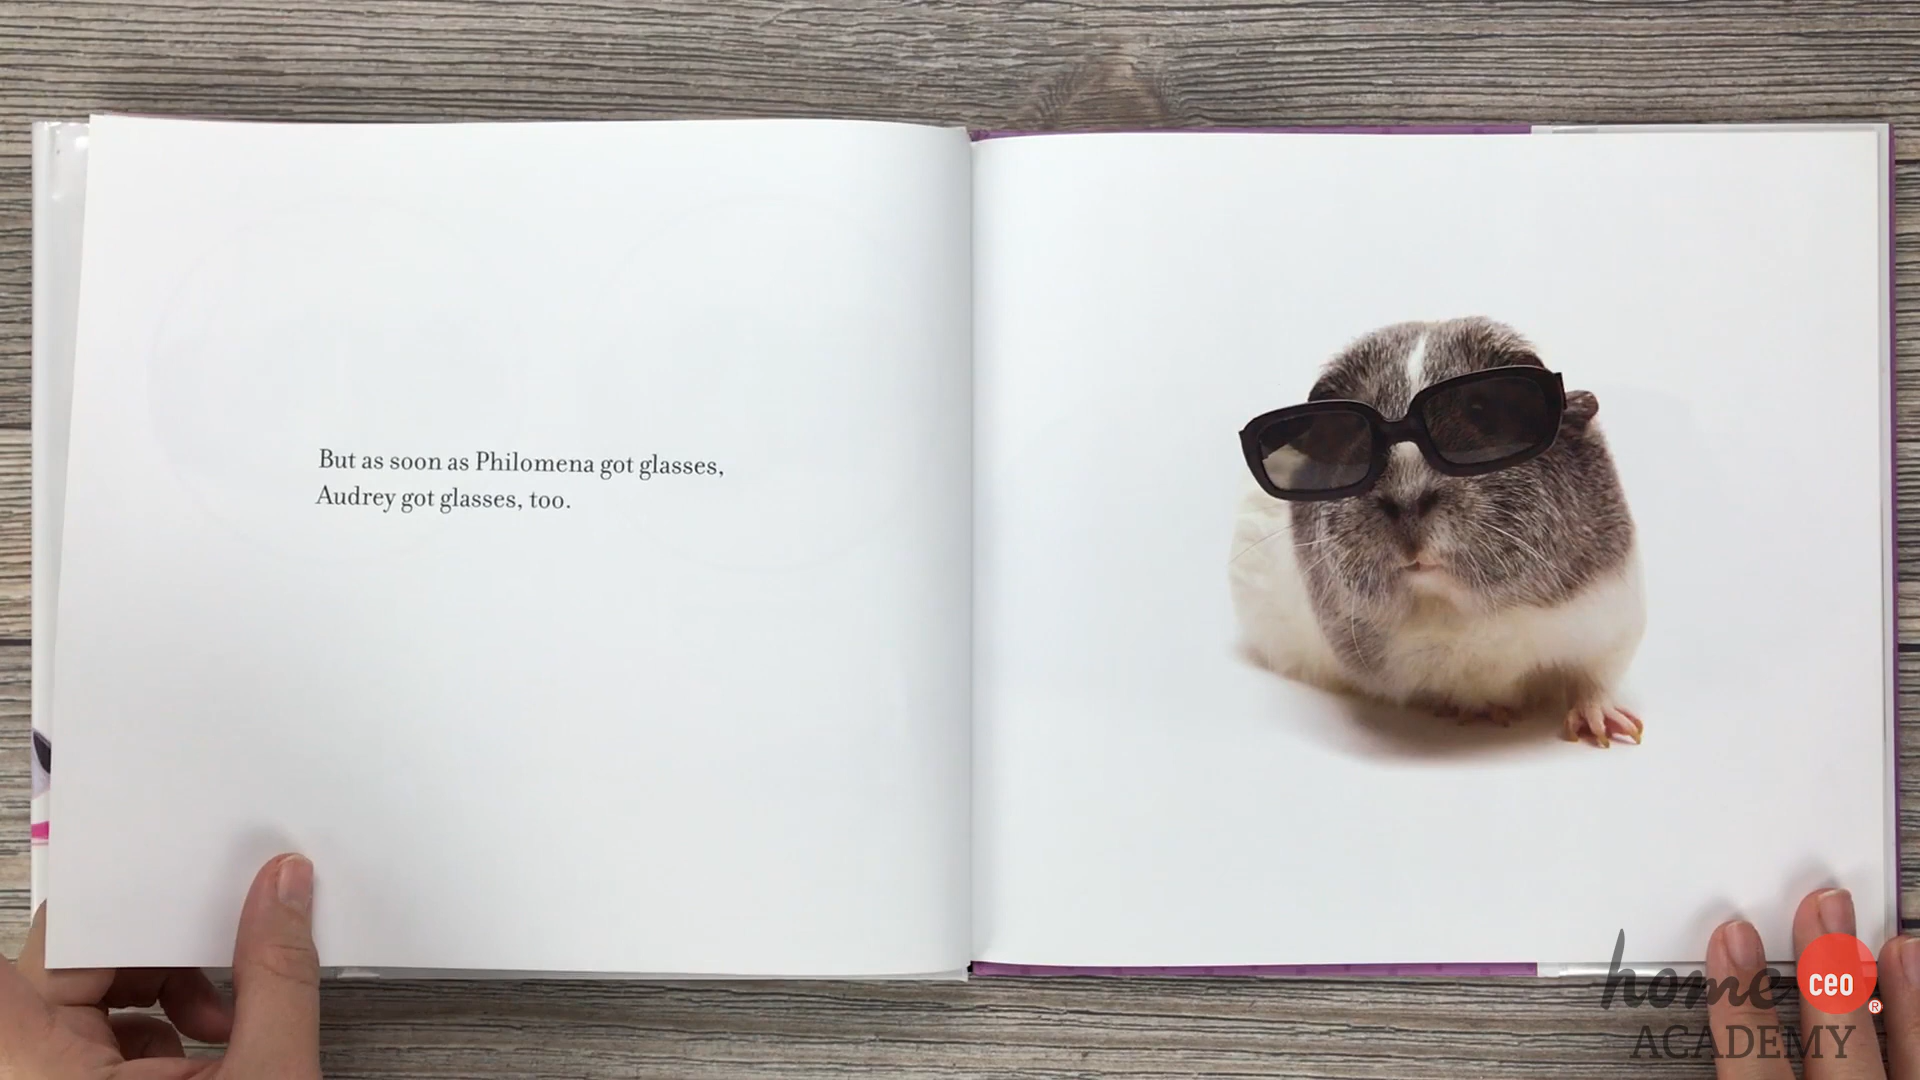 But as soon as Philomena got glasses,
Audrey got glasses, too.
home ceo ®
ACADEMY